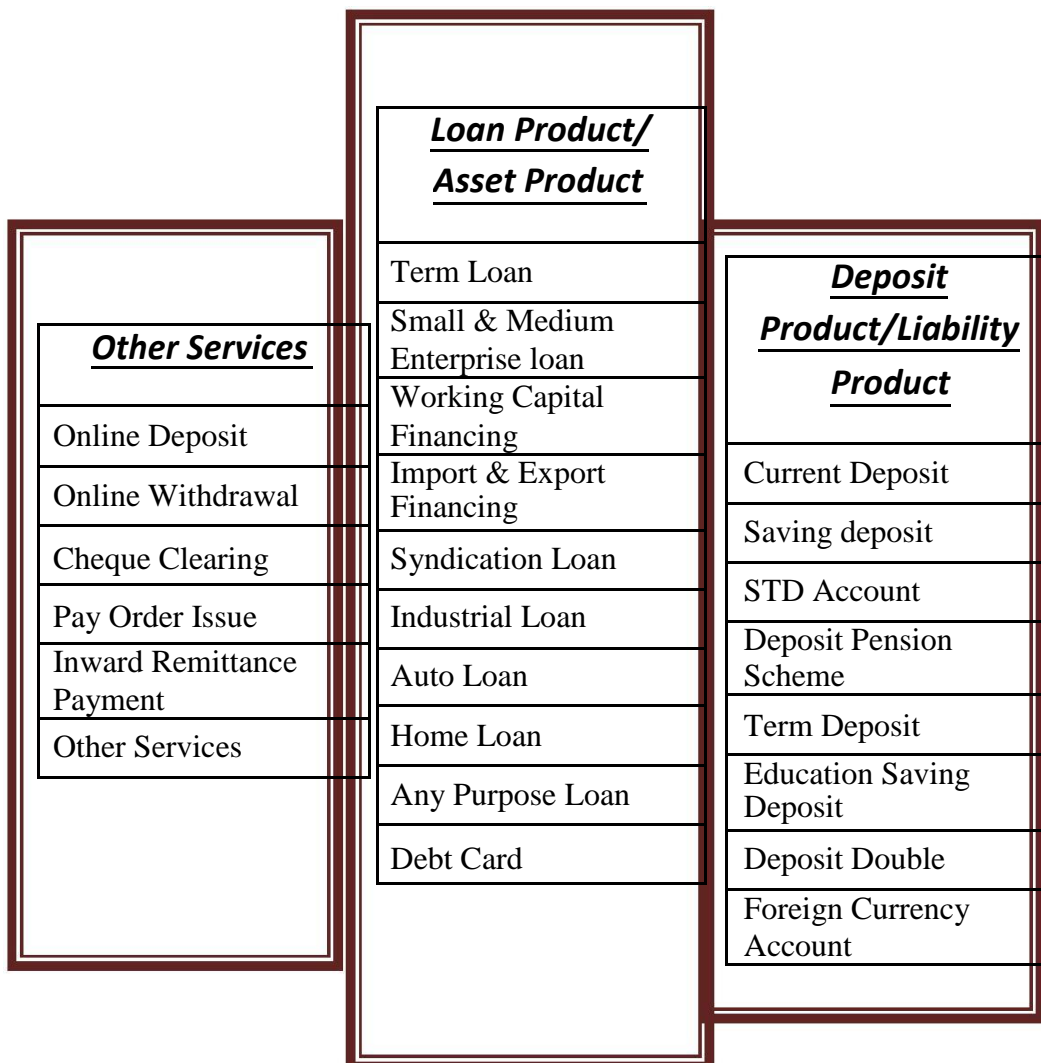 Other Services
Online Deposit
Online Withdrawal
Cheque Clearing
Pay Order Issue
Inward Remittance
Payment
Other Services
Loan Product/
Asset Product
Term Loan
Small & Medium
Enterprise loan
Working Capital
Financing
Import & Export
Financing
Syndication Loan
Industrial Loan
Auto Loan
Home Loan
Any Purpose Loan
Debt Card
Deposit
Product/Liability
Product
Current Deposit
Saving deposit
STD Account
Deposit Pension
Scheme
Term Deposit
Education Saving
Deposit
Deposit Double
Foreign Currency
Account